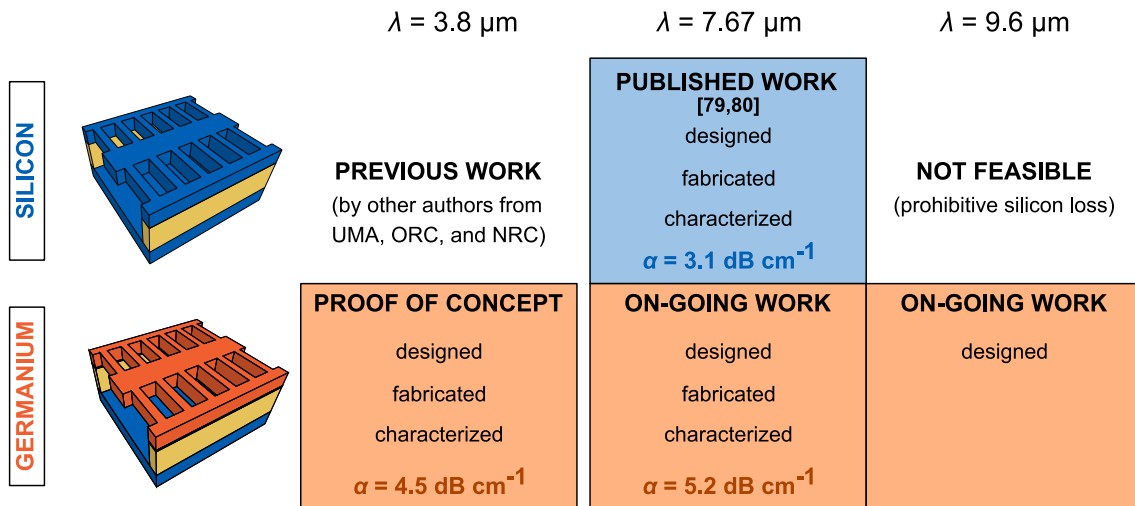 λ = 3.8 µm
λ = 7.67 µm
λ = 9.6 µm
SILICON
PREVIOUS WORK
(by other authors from
UMA, ORC, and NRC)
PUBLISHED WORK
[79,80]
designed
fabricated
characterized
α = 3.1 dB cm⁻¹
NOT FEASIBLE
(prohibitive silicon loss)
GERMANIUM
PROOF OF CONCEPT
designed
fabricated
characterized
α = 4.5 dB cm⁻¹
ON-GOING WORK
designed
fabricated
characterized
α = 5.2 dB cm⁻¹
ON-GOING WORK
designed